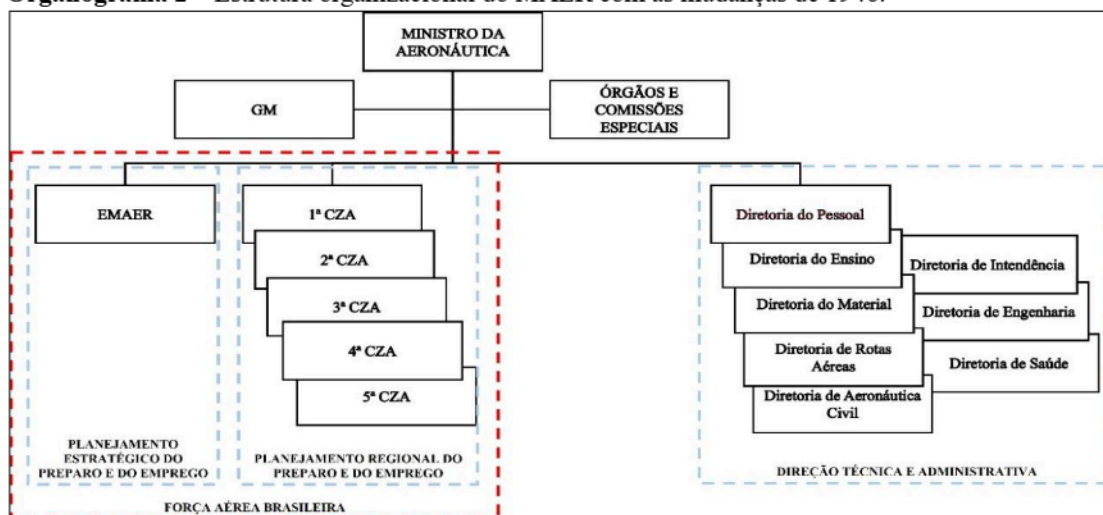 Organograma 2 – Estrutura organizacional do MAER com as mudanças de 1946.
MINISTRO DA
AERONÁUTICA
GM
ÓRGÃOS E
COMISSÕES
ESPECIAIS
EMAER
1ª CZA
2ª CZA
3ª CZA
4ª CZA
5ª CZA
PLANEJAMENTO
ESTRATÉGICO DO
PREPARO E DO EMPREGO
PLANEJAMENTO REGIONAL DO
PREPARO E DO EMPREGO
FORÇA AÉREA BRASILEIRA
Diretoria do Pessoal
Diretoria do Ensino
Diretoria do Material
Diretoria de Rotas
Aéreas
Diretoria de Aeronáutica
Civil
Diretoria de Intendência
Diretoria de Engenharia
Diretoria de Saúde
DIREÇÃO TÉCNICA E ADMINISTRATIVA